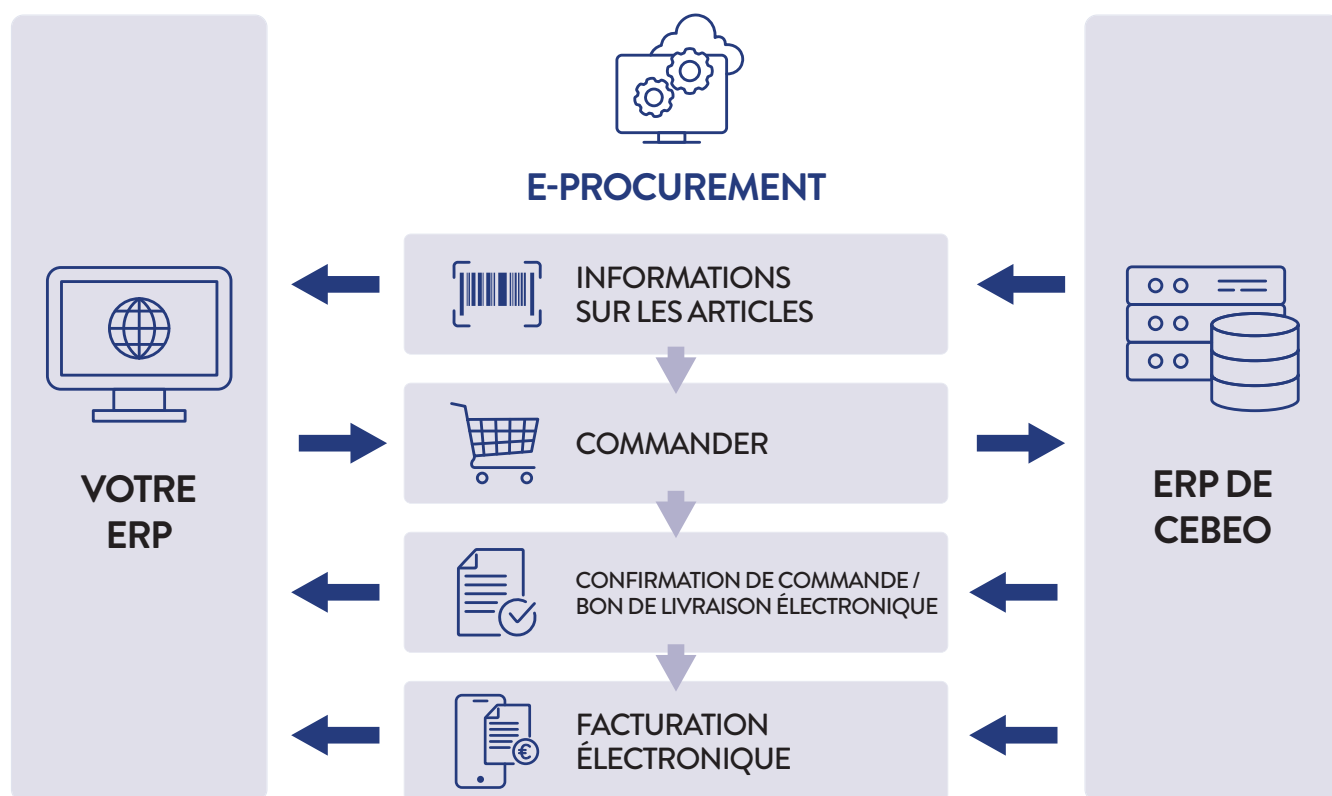 E-PROCUREMENT
INFORMATIONS
SUR LES ARTICLES
COMMANDER
VOTRE
ERP
ERP DE
CEBEO
CONFIRMATION DE COMMANDE /
BON DE LIVRAISON ÉLECTRONIQUE
FACTURATION
ÉLECTRONIQUE
€